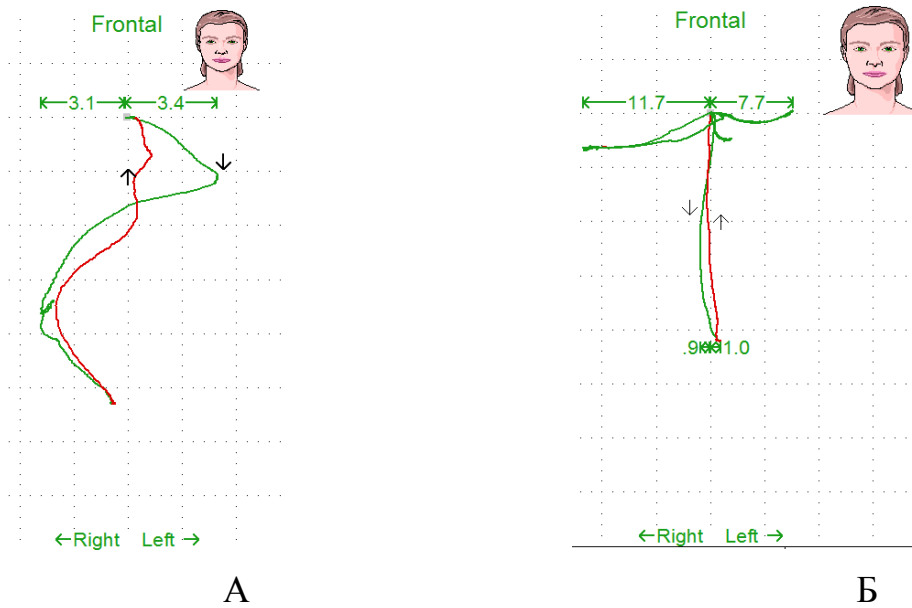 Frontal
3.1 3.4
←Right Left→
А
Frontal
11.7 7.7
.9 1.0
←Right Left→
Б